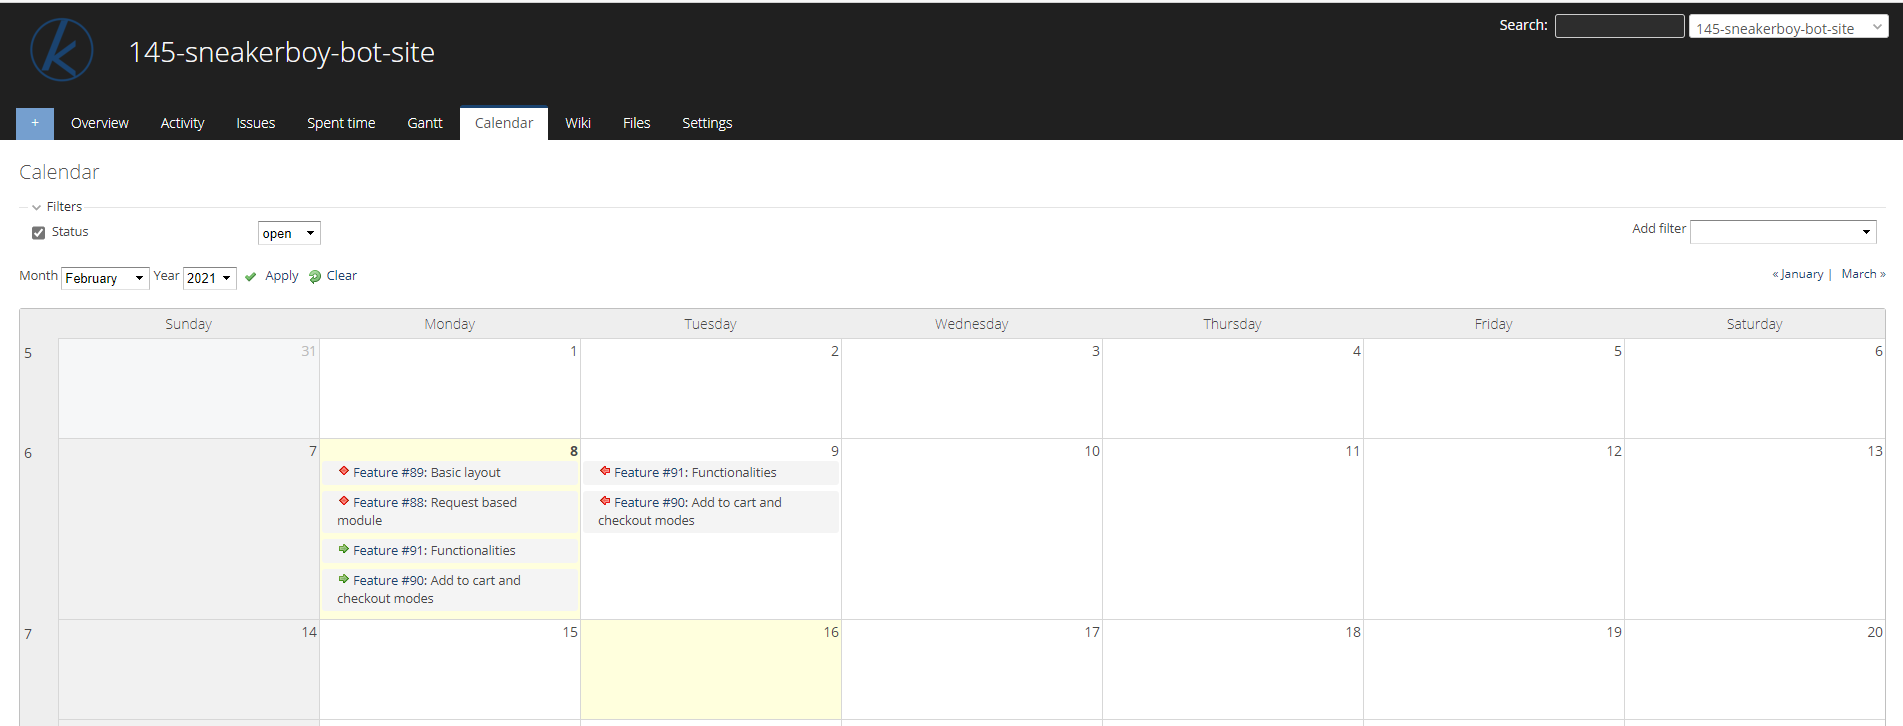 Search:
145-sneakerboy-bot-site
145-sneakerboy-bot-site
+ Overview Activity Issues Spent time Gantt Calendar Wiki Files Settings
Calendar
Filters
Status open Add filter
Month February Year 2021 Apply Clear « January | March »
Sunday Monday Tuesday Wednesday Thursday Friday Saturday
5 31 1 2 3 4 5 6
6 7 8 9 10 11 12 13
Feature #89: Basic layout
Feature #88: Request based
module
Feature #91: Functionalities
Feature #90: Add to cart and
checkout modes
Feature #91: Functionalities
Feature #90: Add to cart and
checkout modes
7 14 15 16 17 18 19 20